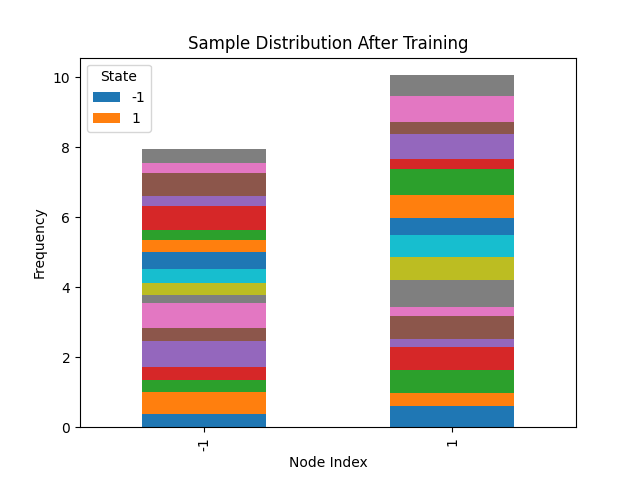 Sample Distribution After Training
State
-1
1
Frequency
10
8
6
4
2
0
-1
1
Node Index